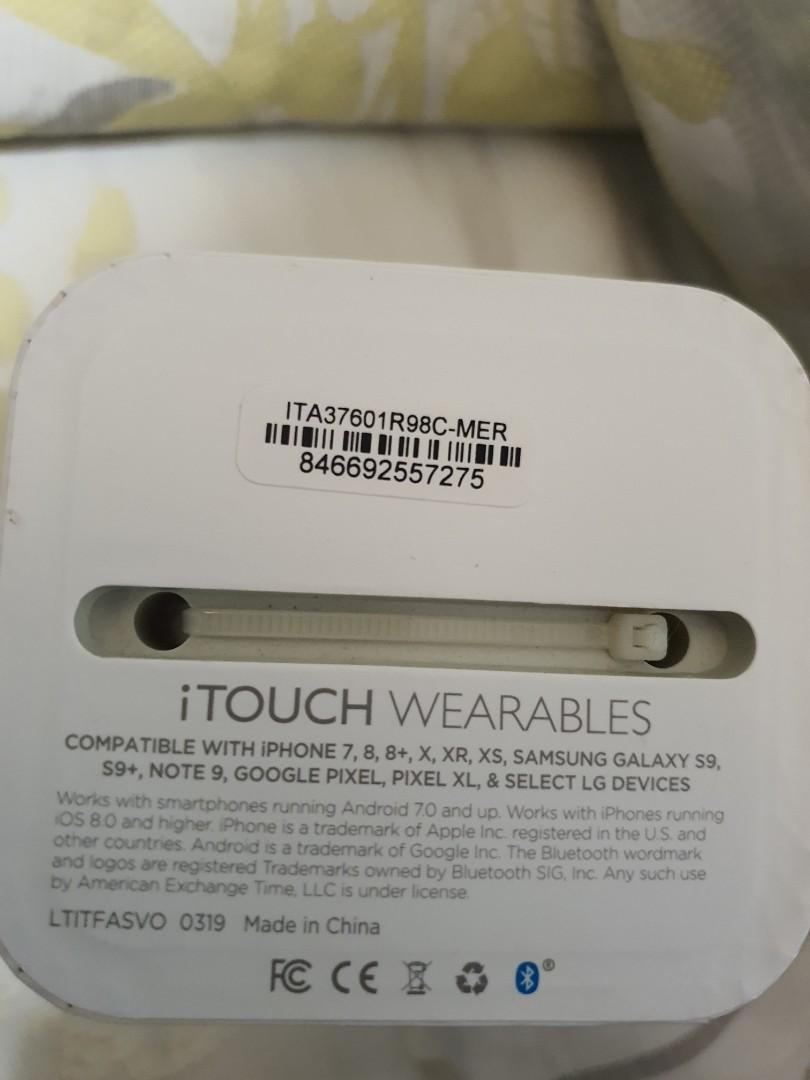 ITA37601R98C-MER
846692557275
iTOUCH WEARABLES
COMPATIBLE WITH iPHONE 7, 8, 8+, X, XR, XS, SAMSUNG GALAXY S9,
S9+, NOTE 9, GOOGLE PIXEL, PIXEL XL, & SELECT LG DEVICES
Works with smartphones running Android 7.0 and up. Works with iPhones running
iOS 8.0 and higher. iPhone is a trademark of Apple Inc. registered in the U.S. and
other countries. Android is a trademark of Google Inc. The Bluetooth wordmark
and logos are registered Trademarks owned by Bluetooth SIG, Inc. Any such use
by American Exchange Time, LLC is under license.
LTITFASVO 0319 Made in China
FC CE ®